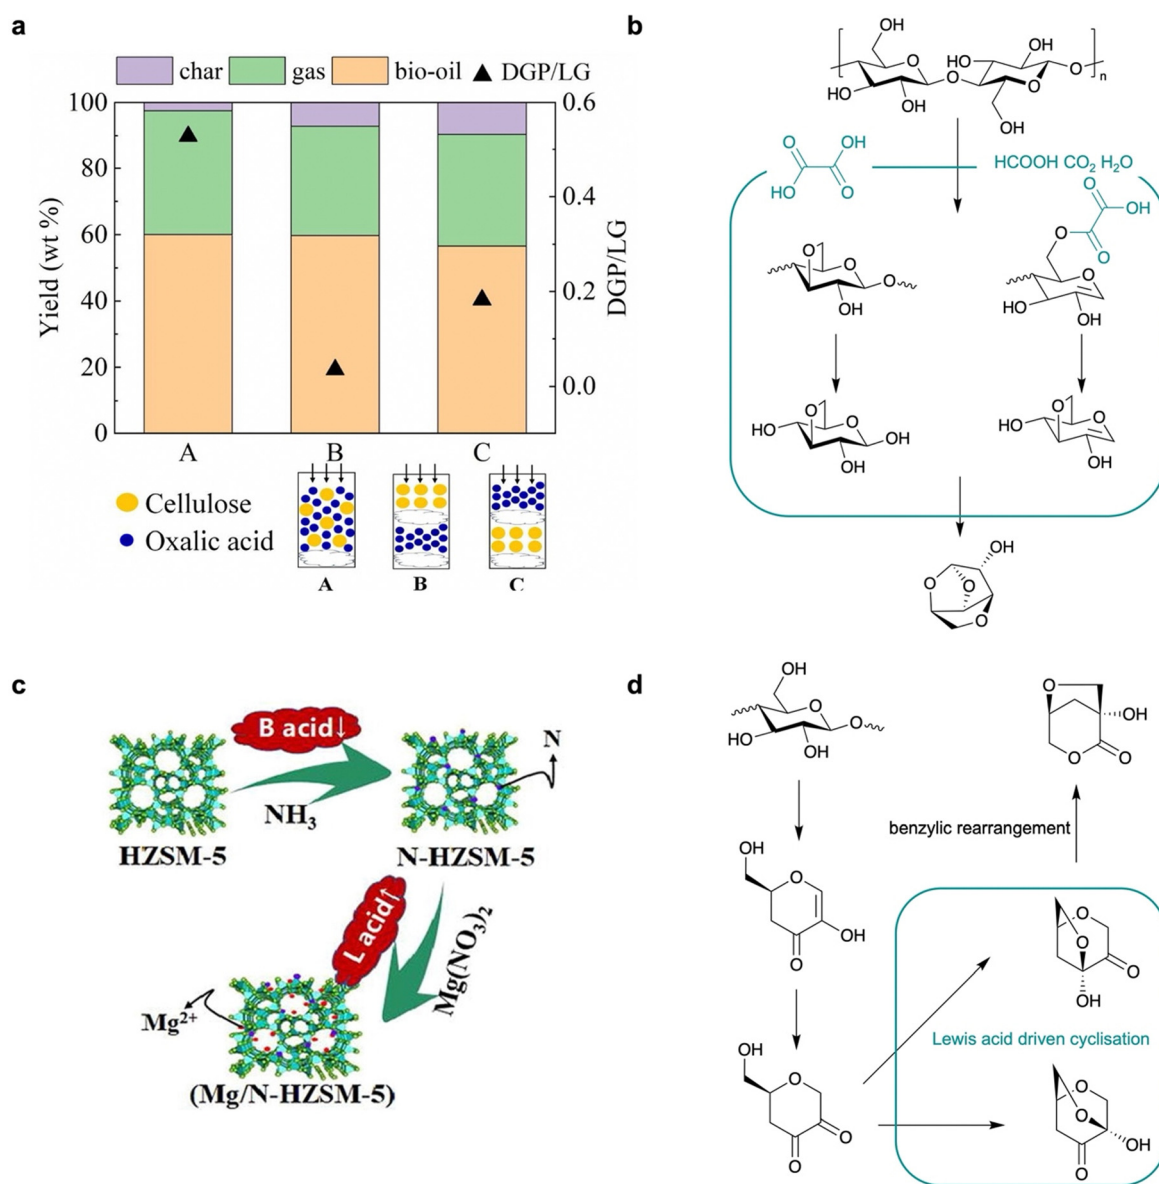 a
char gas bio-oil DGP/LG
100
80
60
40
20
0
Yield (wt %)
0.6
0.4
0.2
0.0
DGP/LG
A B C
Cellulose
Oxalic acid
A B C
b
OH
HO
OH
O
HO
OH
O
O
O
n
OH
O
OH
HO
O
HCOOH CO2 H2O
O
OH
O
O
O
O
O
OH
O
HO
OH
O
O
HO
OH
OH
O
O
HO
OH
OH
O
O
O
c
B acid↓
NH3
N
HZSM-5
N-HZSM-5
L acid↑
Mg(NO3)2
Mg2+
(Mg/N-HZSM-5)
d
OH
O
O
HO
OH
OH
O
OH
O
OH
O
O
O
O
OH
O
O
benzylic rearrangement
O
O
O
OH
Lewis acid driven cyclisation
O
O
OH
O